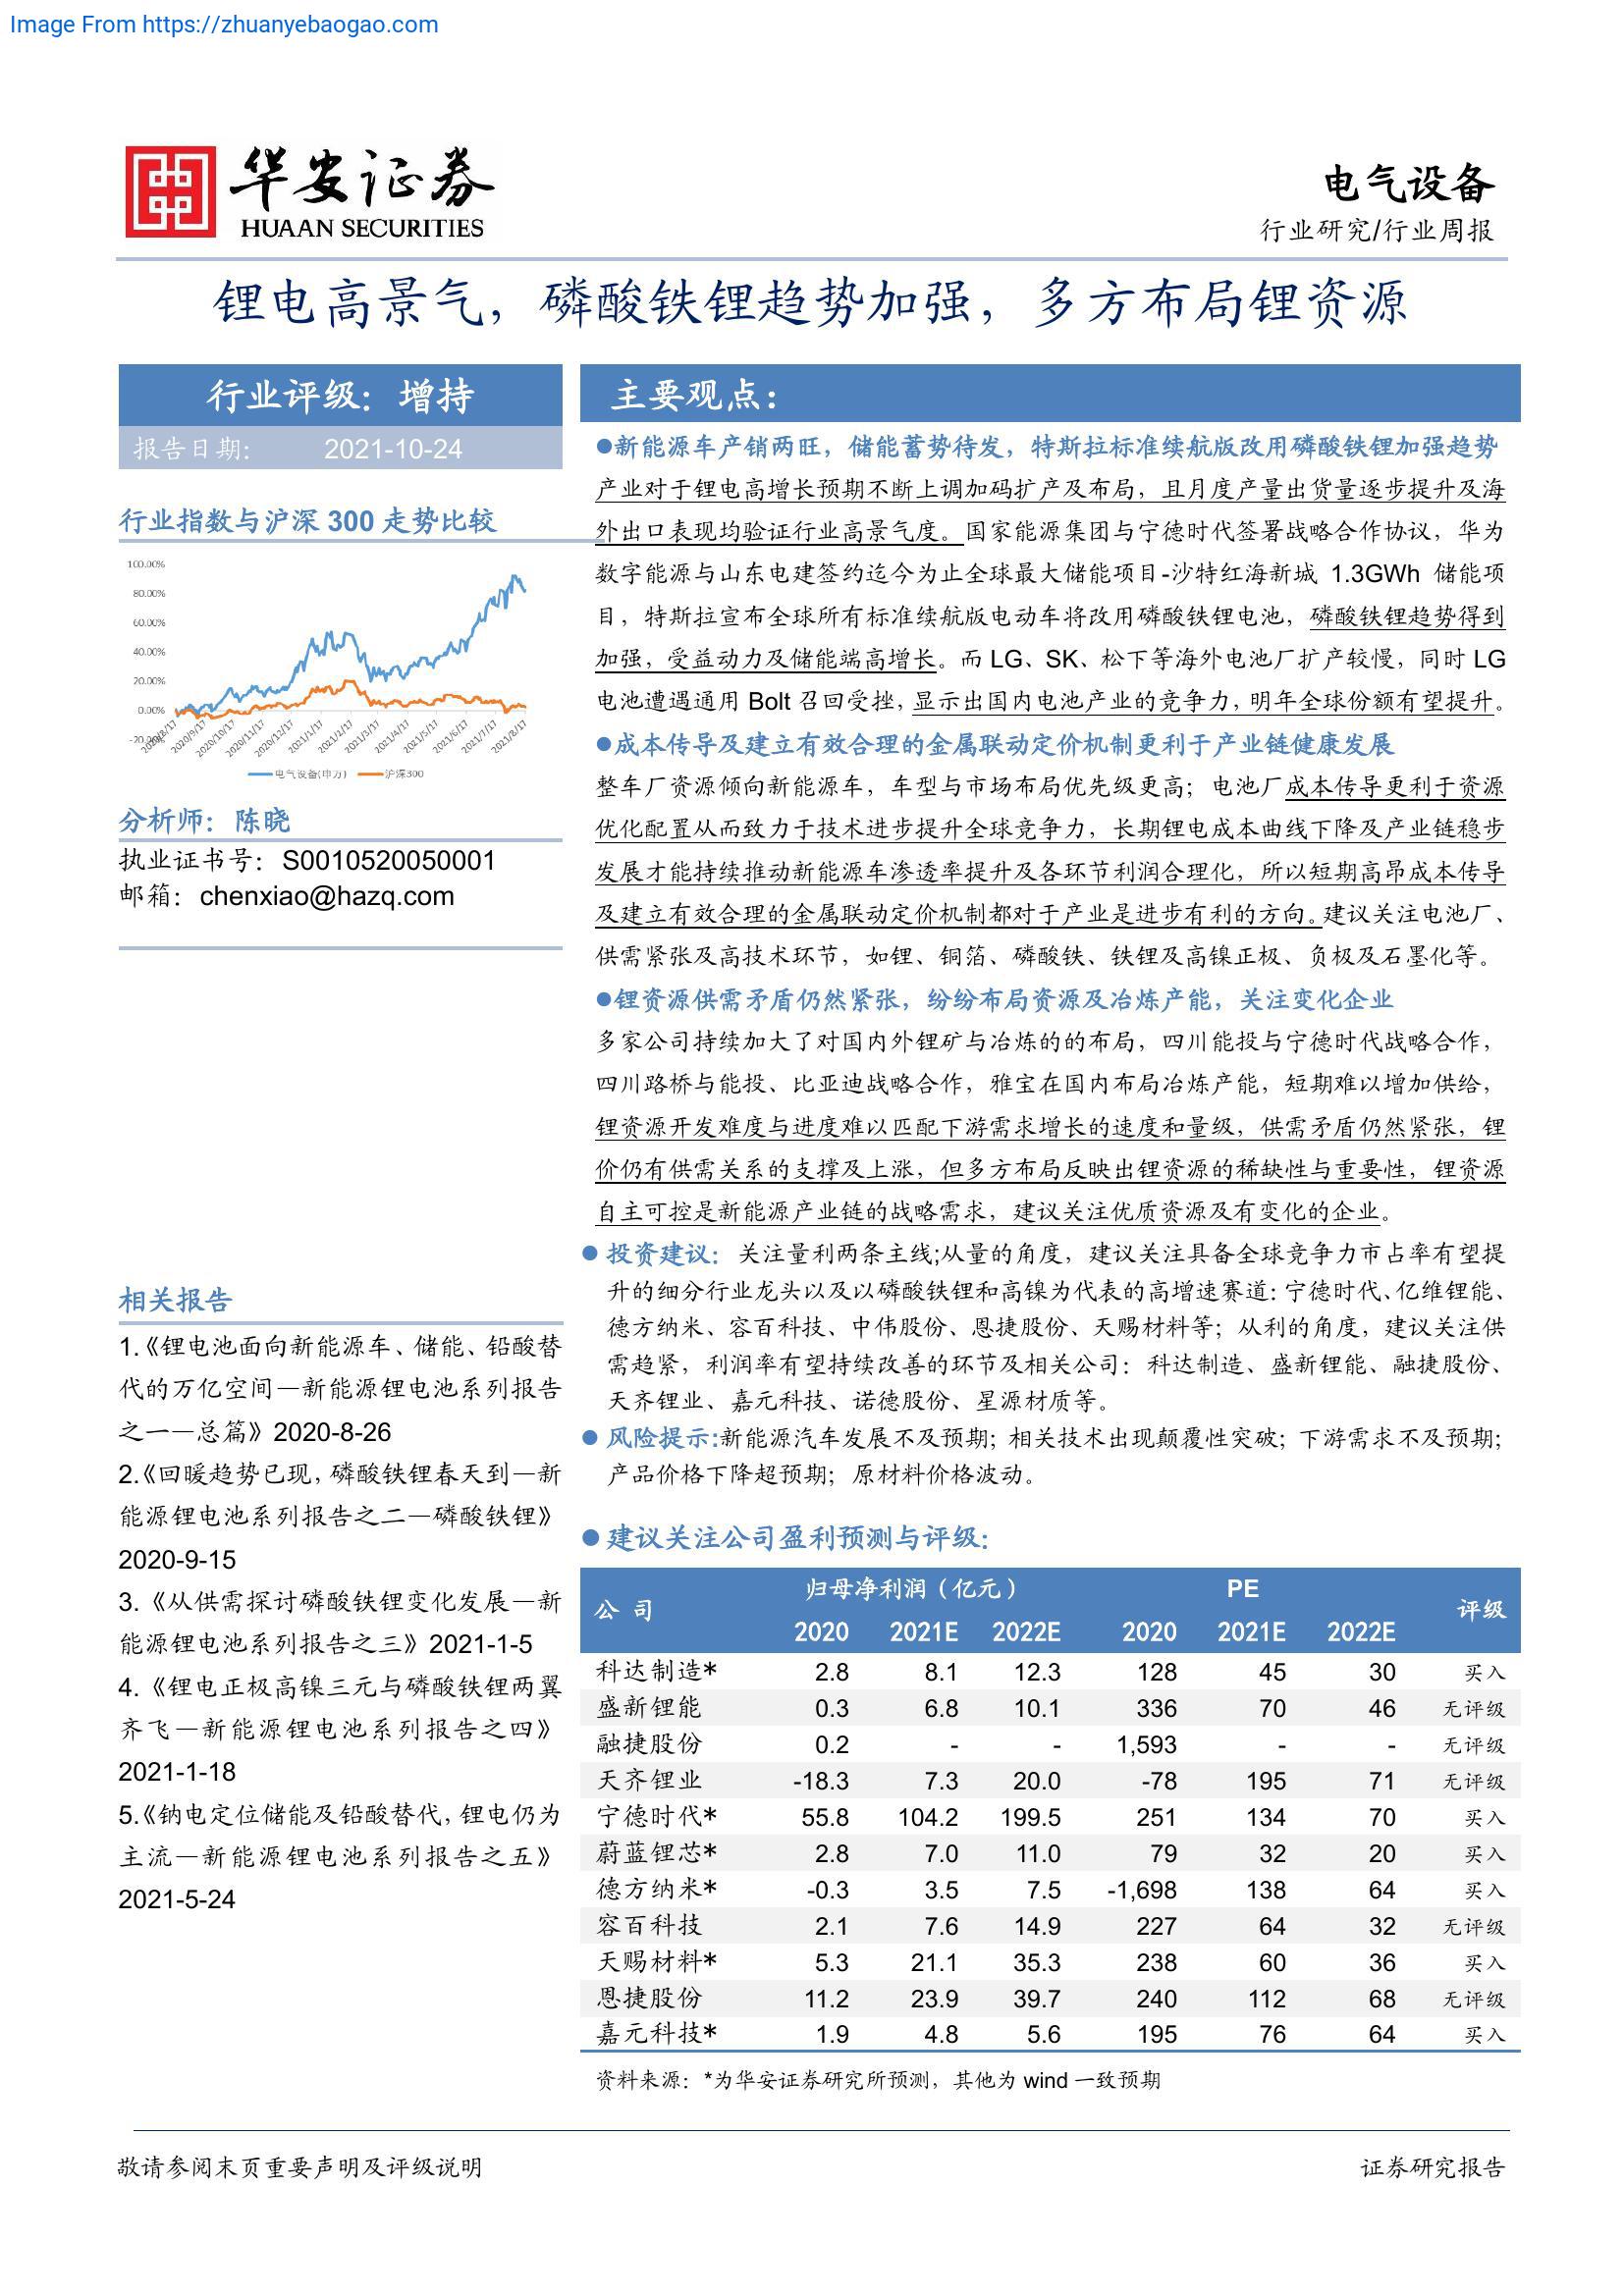 Image From https://zhuanyebaogao.com
华安证券
HUAAN SECURITIES
电气设备
行业研究/行业周报
锂电高景气，磷酸铁锂趋势加强，多方布局锂资源
行业评级：增持
报告日期： 2021-10-24
行业指数与沪深 300 走势比较
100.00%
80.00%
60.00%
40.00%
20.00%
0.00%
-20.00%
2020/8/17 2020/9/17 2020/10/17 2020/11/17 2020/12/17 2021/1/17 2021/2/17 2021/3/17 2021/4/17 2021/5/17 2021/6/17 2021/7/17 2021/8/17
电气设备(申万) 沪深300
分析师：陈晓
执业证书号：S0010520050001
邮箱：chenxiao@hazq.com
相关报告
1.《锂电池面向新能源车、储能、铅酸替
代的万亿空间—新能源锂电池系列报告
之一—总篇》2020-8-26
2.《回暖趋势已现，磷酸铁锂春天到—新
能源锂电池系列报告之二—磷酸铁锂》
2020-9-15
3.《从供需探讨磷酸铁锂变化发展—新
能源锂电池系列报告之三》2021-1-5
4.《锂电正极高镍三元与磷酸铁锂两翼
齐飞—新能源锂电池系列报告之四》
2021-1-18
5.《钠电定位储能及铅酸替代，锂电仍为
主流—新能源锂电池系列报告之五》
2021-5-24
主要观点：
●新能源车产销两旺，储能蓄势待发，特斯拉标准续航版改用磷酸铁锂加强趋势
产业对于锂电高增长预期不断上调加码扩产及布局，且月度产量出货量逐步提升及海
外出口表现均验证行业高景气度。国家能源集团与宁德时代签署战略合作协议，华为
数字能源与山东电建签约迄今为止全球最大储能项目-沙特红海新城 1.3GWh 储能项
目，特斯拉宣布全球所有标准续航版电动车将改用磷酸铁锂电池，磷酸铁锂趋势得到
加强，受益动力及储能端高增长。而 LG、SK、松下等海外电池厂扩产较慢，同时 LG
电池遭遇通用 Bolt 召回受挫，显示出国内电池产业的竞争力，明年全球份额有望提升。
●成本传导及建立有效合理的金属联动定价机制更利于产业链健康发展
整车厂资源倾向新能源车，车型与市场布局优先级更高；电池厂成本传导更利于资源
优化配置从而致力于技术进步提升全球竞争力，长期锂电成本曲线下降及产业链稳步
发展才能持续推动新能源车渗透率提升及各环节利润合理化，所以短期高昂成本传导
及建立有效合理的金属联动定价机制都对于产业是进步有利的方向。建议关注电池厂、
供需紧张及高技术环节，如锂、铜箔、磷酸铁、铁锂及高镍正极、负极及石墨化等。
●锂资源供需矛盾仍然紧张，纷纷布局资源及冶炼产能，关注变化企业
多家公司持续加大了对国内外锂矿与冶炼的的布局，四川能投与宁德时代战略合作，
四川路桥与能投、比亚迪战略合作，雅宝在国内布局冶炼产能，短期难以增加供给，
锂资源开发难度与进度难以匹配下游需求增长的速度和量级，供需矛盾仍然紧张，锂
价仍有供需关系的支撑及上涨，但多方布局反映出锂资源的稀缺性与重要性，锂资源
自主可控是新能源产业链的战略需求，建议关注优质资源及有变化的企业。
● 投资建议：关注量利两条主线;从量的角度，建议关注具备全球竞争力市占率有望提
升的细分行业龙头以及以磷酸铁锂和高镍为代表的高增速赛道：宁德时代、亿维锂能、
德方纳米、容百科技、中伟股份、恩捷股份、天赐材料等；从利的角度，建议关注供
需趋紧，利润率有望持续改善的环节及相关公司：科达制造、盛新锂能、融捷股份、
天齐锂业、嘉元科技、诺德股份、星源材质等。
● 风险提示:新能源汽车发展不及预期；相关技术出现颠覆性突破；下游需求不及预期；
产品价格下降超预期；原材料价格波动。
● 建议关注公司盈利预测与评级：
公 司 归母净利润（亿元） PE 评级
2020 2021E 2022E 2020 2021E 2022E
科达制造* 2.8 8.1 12.3 128 45 30 买入
盛新锂能 0.3 6.8 10.1 336 70 46 无评级
融捷股份 0.2 - - 1,593 - - 无评级
天齐锂业 -18.3 7.3 20.0 -78 195 71 无评级
宁德时代* 55.8 104.2 199.5 251 134 70 买入
蔚蓝锂芯* 2.8 7.0 11.0 79 32 20 买入
德方纳米* -0.3 3.5 7.5 -1,698 138 64 买入
容百科技 2.1 7.6 14.9 227 64 32 无评级
天赐材料* 5.3 21.1 35.3 238 60 36 买入
恩捷股份 11.2 23.9 39.7 240 112 68 无评级
嘉元科技* 1.9 4.8 5.6 195 76 64 买入
资料来源：*为华安证券研究所预测，其他为 wind 一致预期
敬请参阅末页重要声明及评级说明
证券研究报告